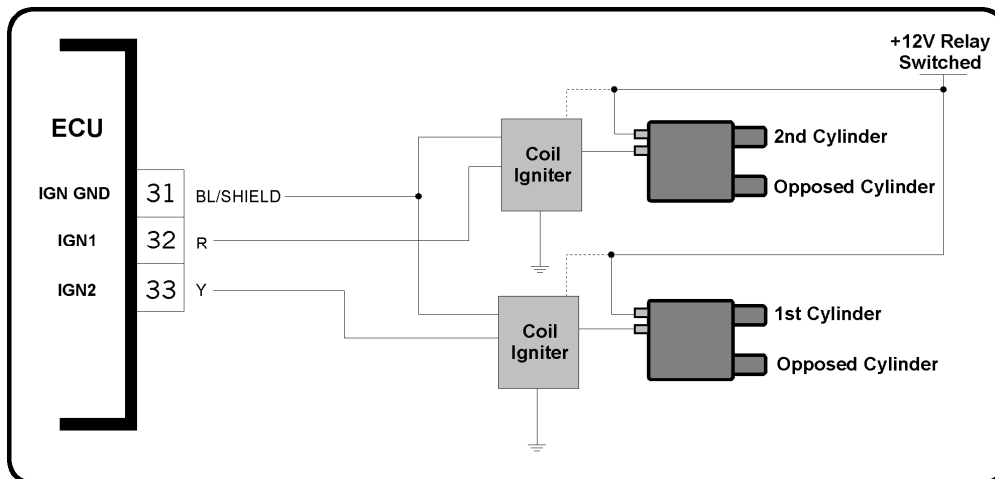 +12V Relay
Switched
ECU
Coil
Igniter
2nd Cylinder
Opposed Cylinder
IGN GND 31 BL/SHIELD
IGN1 32 R
IGN2 33 Y
Coil
Igniter
1st Cylinder
Opposed Cylinder